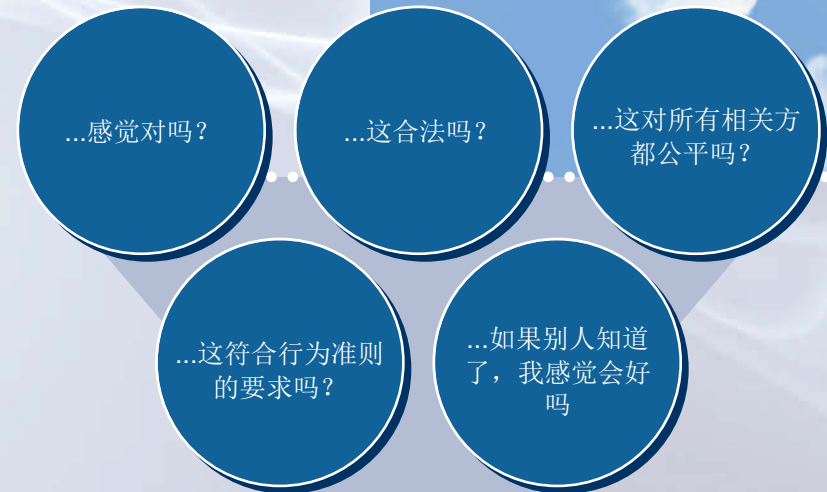 ...感觉对吗？
...这合法吗？
...这对所有相关方
都公平吗？
...这符合行为准则
的要求吗？
...如果别人知道
了，我感觉会好
吗